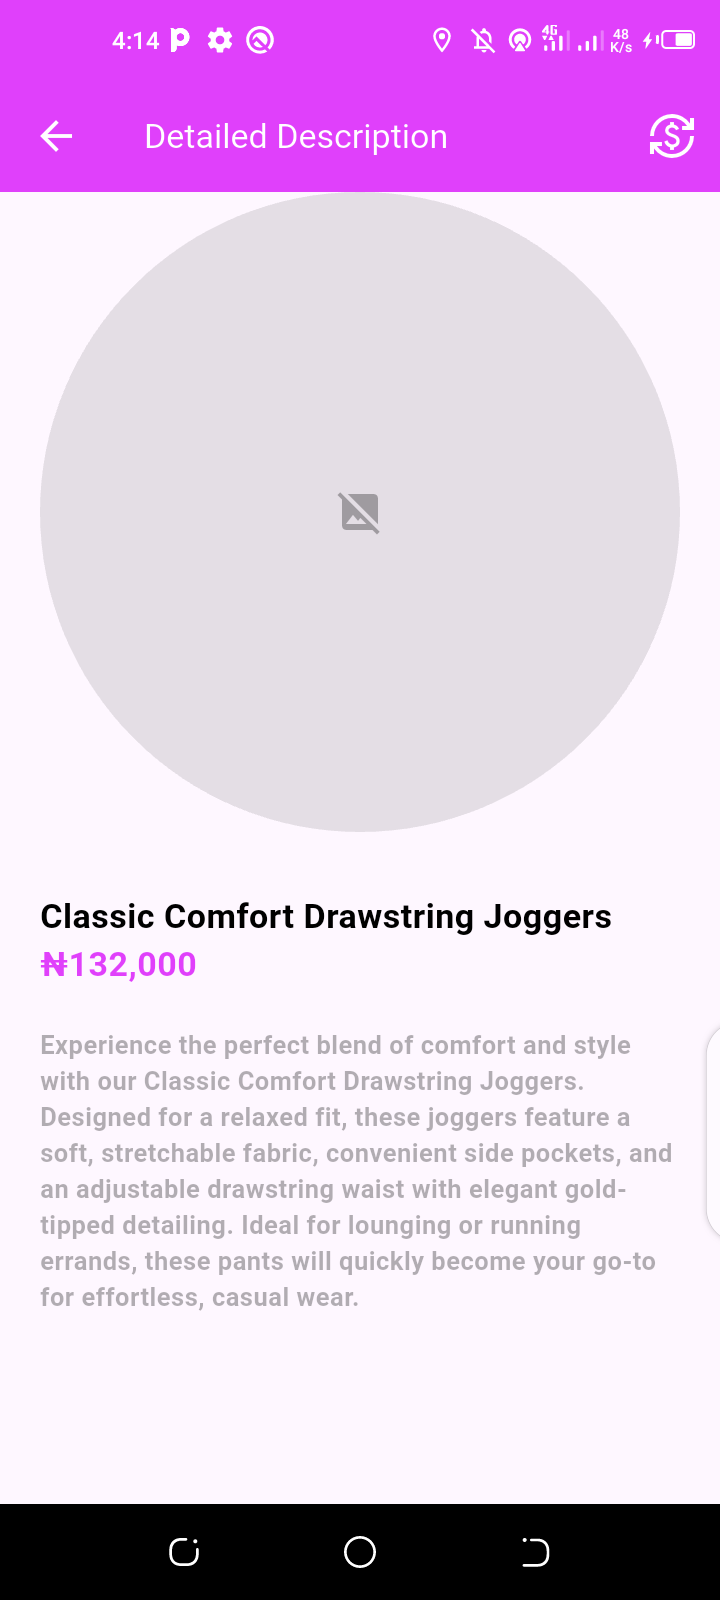 4:14
4G
48
K/s
Detailed Description
Classic Comfort Drawstring Joggers
₦132,000
Experience the perfect blend of comfort and style
with our Classic Comfort Drawstring Joggers.
Designed for a relaxed fit, these joggers feature a
soft, stretchable fabric, convenient side pockets, and
an adjustable drawstring waist with elegant gold-
tipped detailing. Ideal for lounging or running
errands, these pants will quickly become your go-to
for effortless, casual wear.